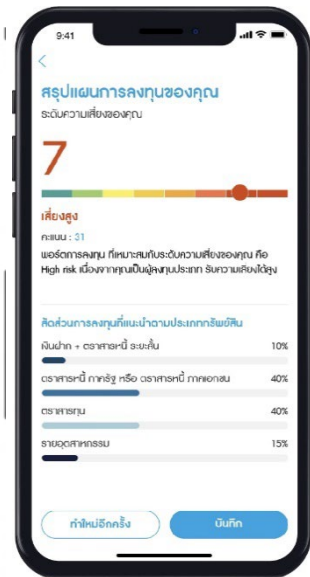 9:41
สรุปแผนการลงทุนของคุณ
ระดับความเสี่ยงของคุณ
7
เสี่ยงสูง
คะแนน : 31
พอร์ตการลงทุน ที่เหมาะสมกับระดับความเสี่ยงของคุณ คือ
High risk เนื่องจากคุณเป็นผู้ลงทุนประเภท รับความเสี่ยงได้สูง
สัดส่วนการลงทุนที่แนะนำตามประเภททรัพย์สิน
เงินฝาก + ตราสารหนี้ ระยะสั้น 10%
ตราสารหนี้ ภาครัฐ หรือ ตราสารหนี้ ภาคเอกชน 40%
ตราสารทุน 40%
รายอุตสาหกรรม 15%
ทำใหม่อีกครั้ง
บันทึก